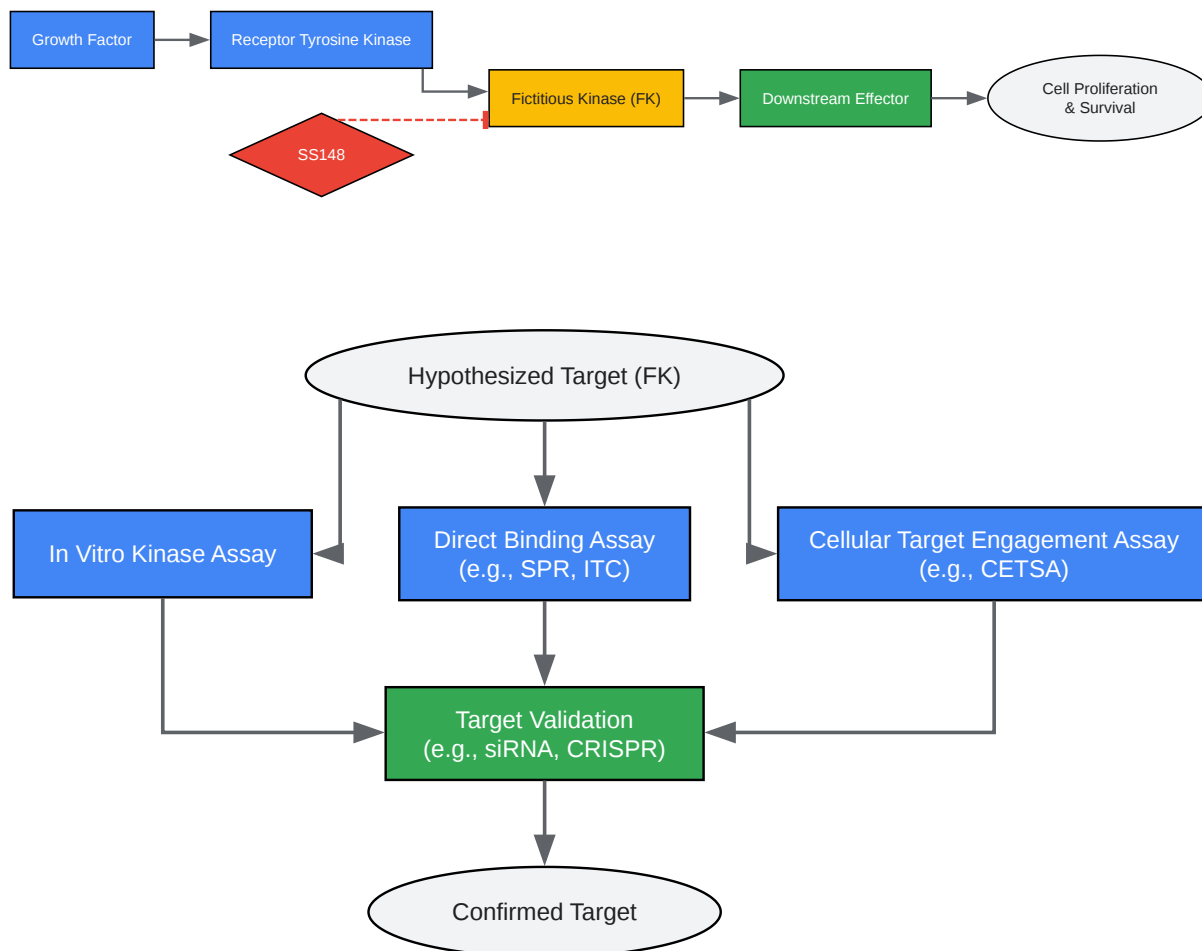 Growth Factor
Receptor Tyrosine Kinase
Fictitious Kinase (FK)
Downstream Effector
Cell Proliferation
& Survival
SS148
Hypothesized Target (FK)
In Vitro Kinase Assay
Direct Binding Assay
(e.g., SPR, ITC)
Cellular Target Engagement Assay
(e.g., CETSA)
Target Validation
(e.g., siRNA, CRISPR)
Confirmed Target